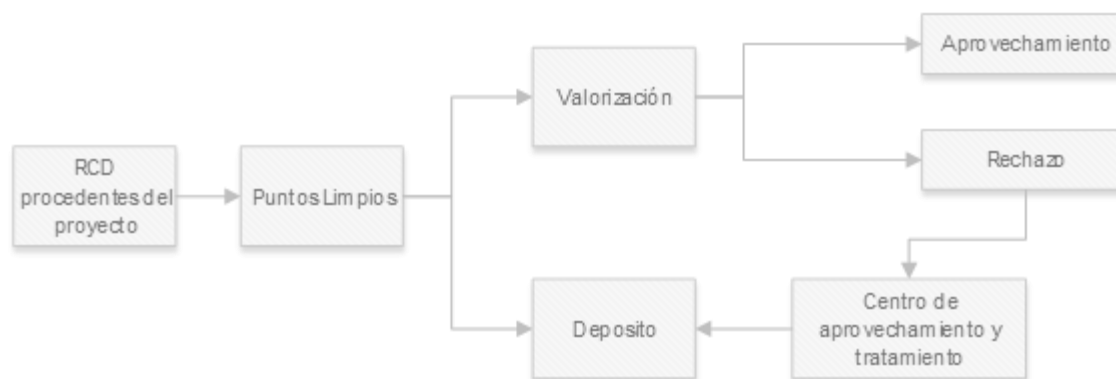 RCD
procedentes del
proyecto
Puntos Limpios
Valorización
Aprovechamiento
Rechazo
Deposito
Centro de
aprovechamiento y
tratamiento